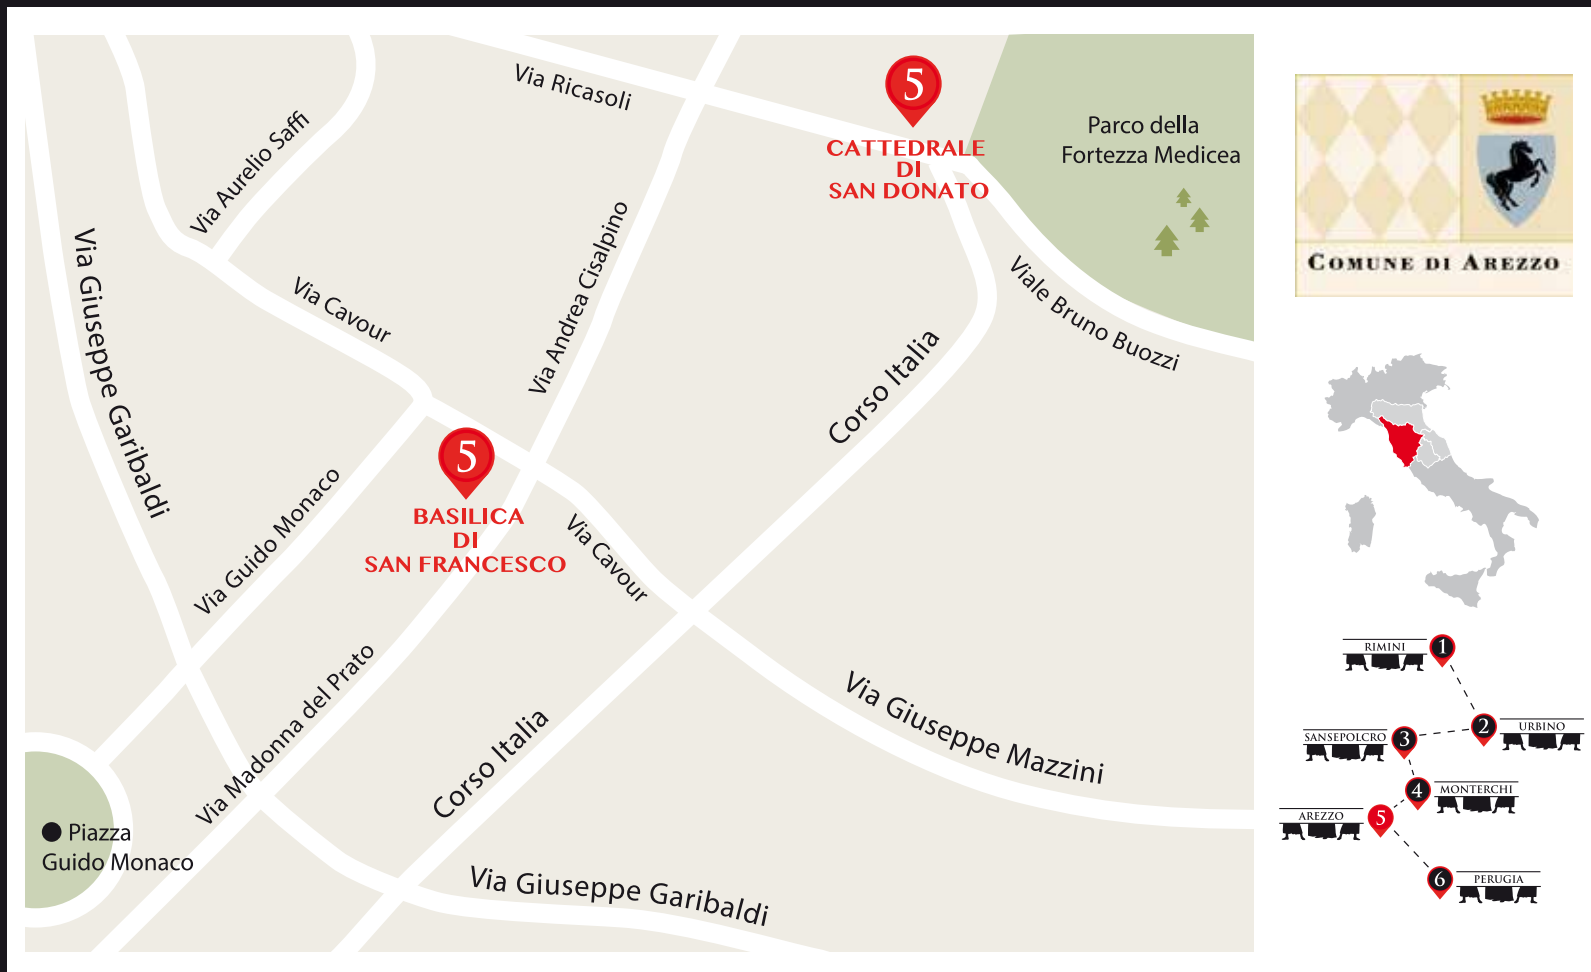 Via Ricasoli
5
CATTEDRALE
DI
SAN DONATO
Parco della
Fortezza Medicea
Via Aurelio Saffi
Via Giuseppe Garibaldi
Via Cavour
Via Andrea Cisalpino
Viale Bruno Buozzi
Corso Italia
5
BASILICA
DI
SAN FRANCESCO
Via Guido Monaco
Via Cavour
Via Madonna del Prato
Corso Italia
Via Giuseppe Mazzini
Piazza
Guido Monaco
Via Giuseppe Garibaldi
COMUNE DI AREZZO
RIMINI
1
2
URBINO
SANSEPOLCRO
3
4
MONTERCHI
AREZZO
5
6
PERUGIA